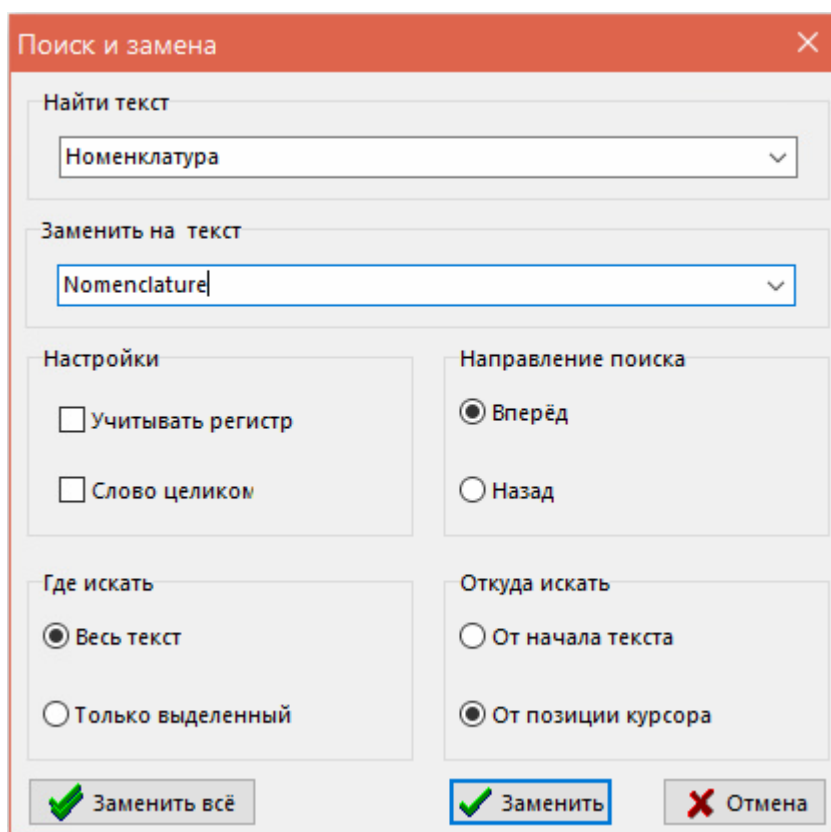 Поиск и замена
Найти текст
Номенклатура
Заменить на текст
Nomenclature
Настройки
Учитывать регистр
Слово целиком
Направление поиска
Вперёд
Назад
Где искать
Весь текст
Только выделенный
Откуда искать
От начала текста
От позиции курсора
Заменить всё
Заменить
Отмена